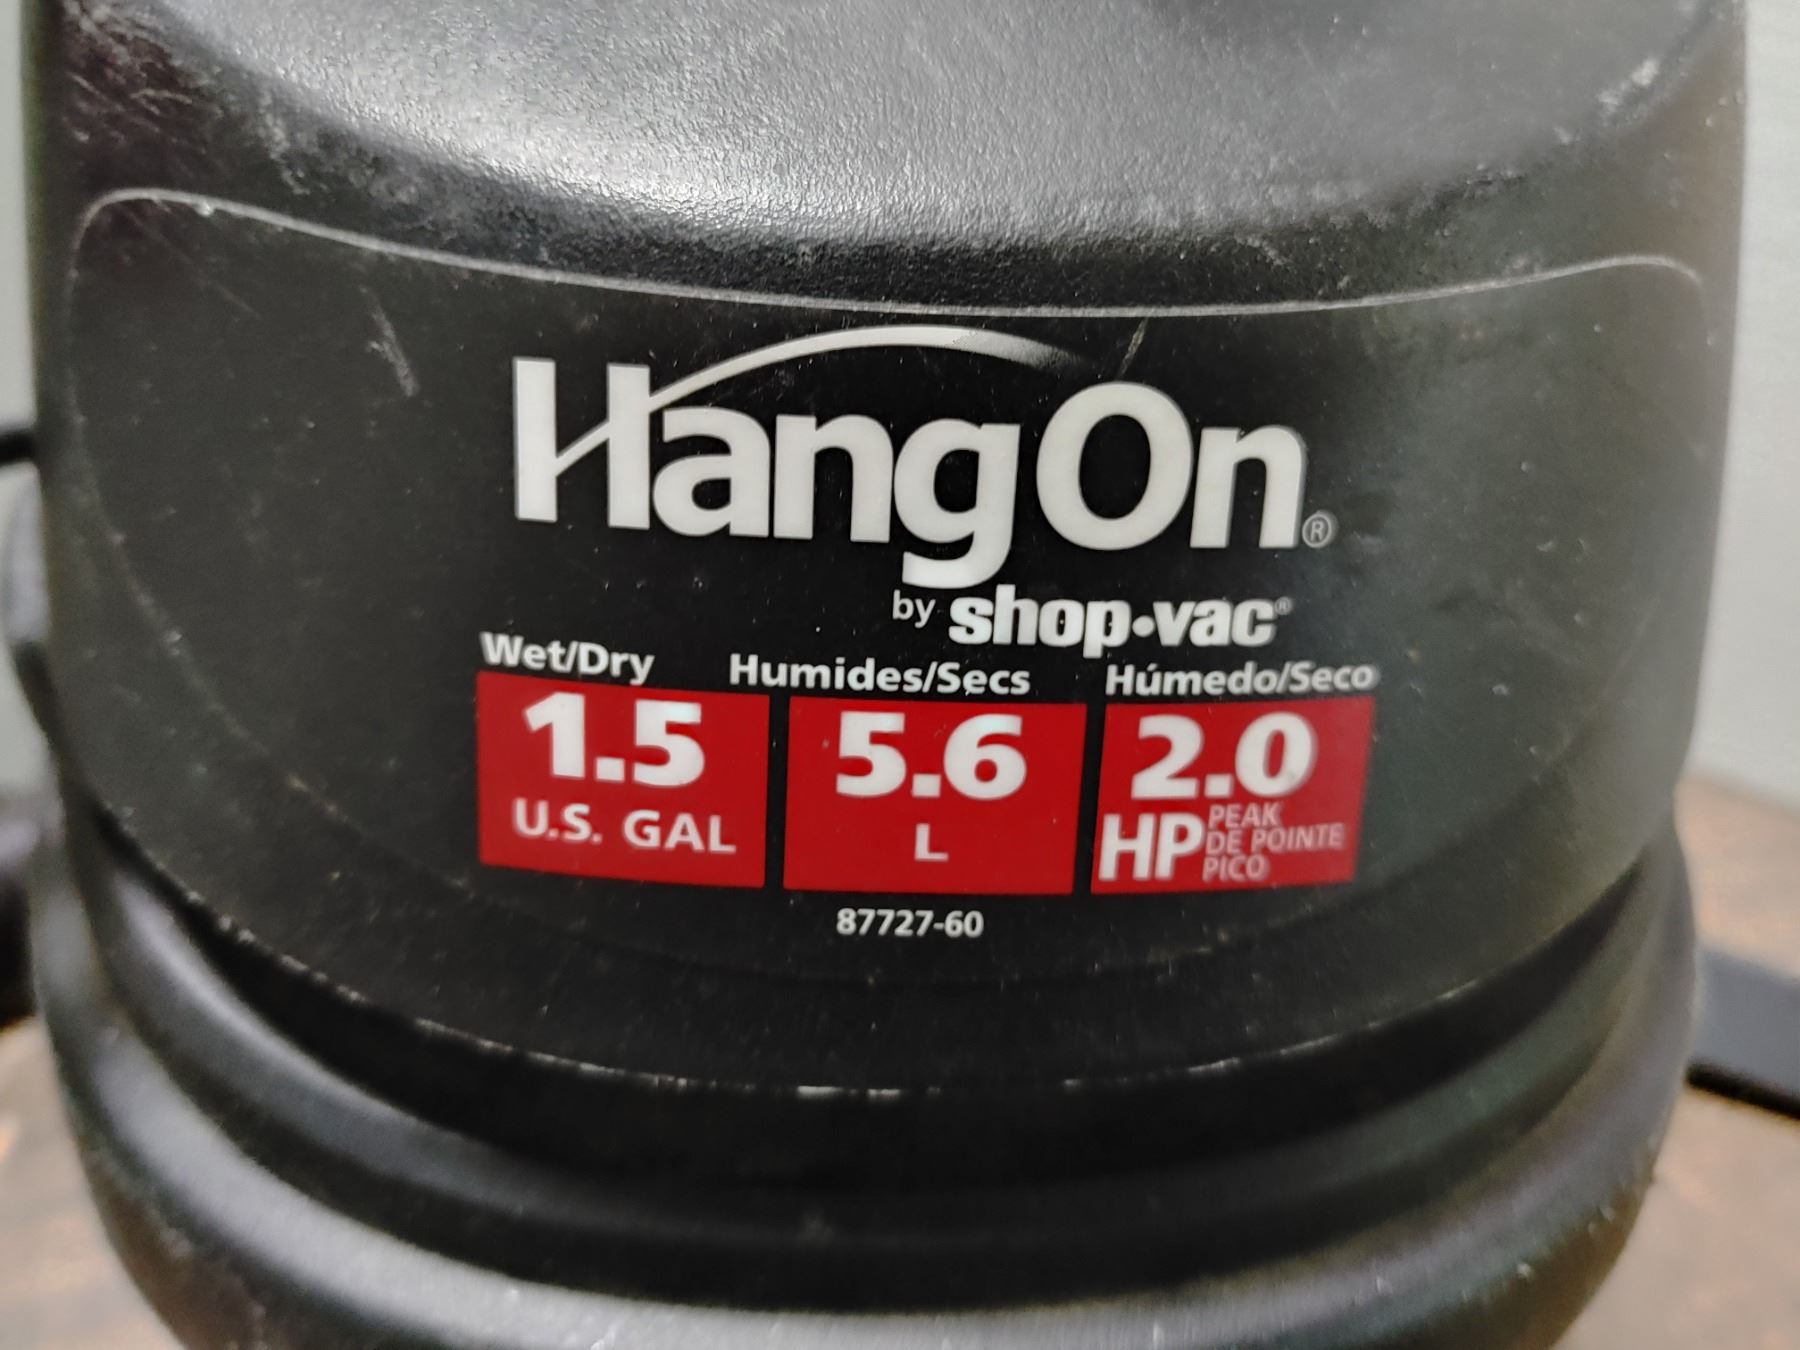 HangOn®
by shop•vac®
Wet/Dry Humides/Secs Húmedo/Seco
1.5 5.6 2.0
U.S. GAL L HP PEAK
DE POINTE
PICO
87727-60